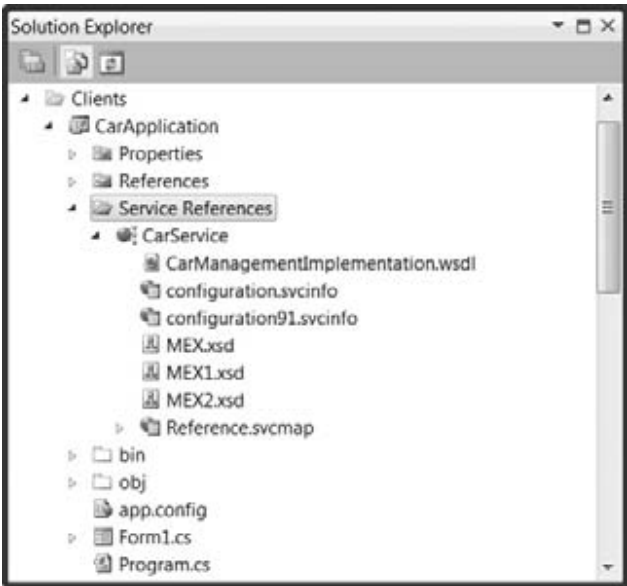 Solution Explorer
Clients
CarApplication
Properties
References
Service References
CarService
CarManagementImplementation.wsdl
configuration.svcinfo
configuration91.svcinfo
MEX.xsd
MEX1.xsd
MEX2.xsd
Reference.svcmap
bin
obj
app.config
Form1.cs
Program.cs